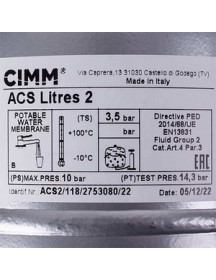 CIMM®
Via Caprera,13 31030 Castello di Godego (TV)
Made in Italy
ACS Litres 2
POTABLE WATER MEMBRANE
B
(TS)
+100°C
-10°C
3,5 bar
bar
Directive PED
2014/68/UE
EN13831
Fluid Group 2
Cat.Art.4 Par.3
EAC
(PS)MAX PRES.10 bar
(PT)TEST PRES.14,3 bar
Identif Nr. ACS2/118/2753080/22
Date 05/12/22